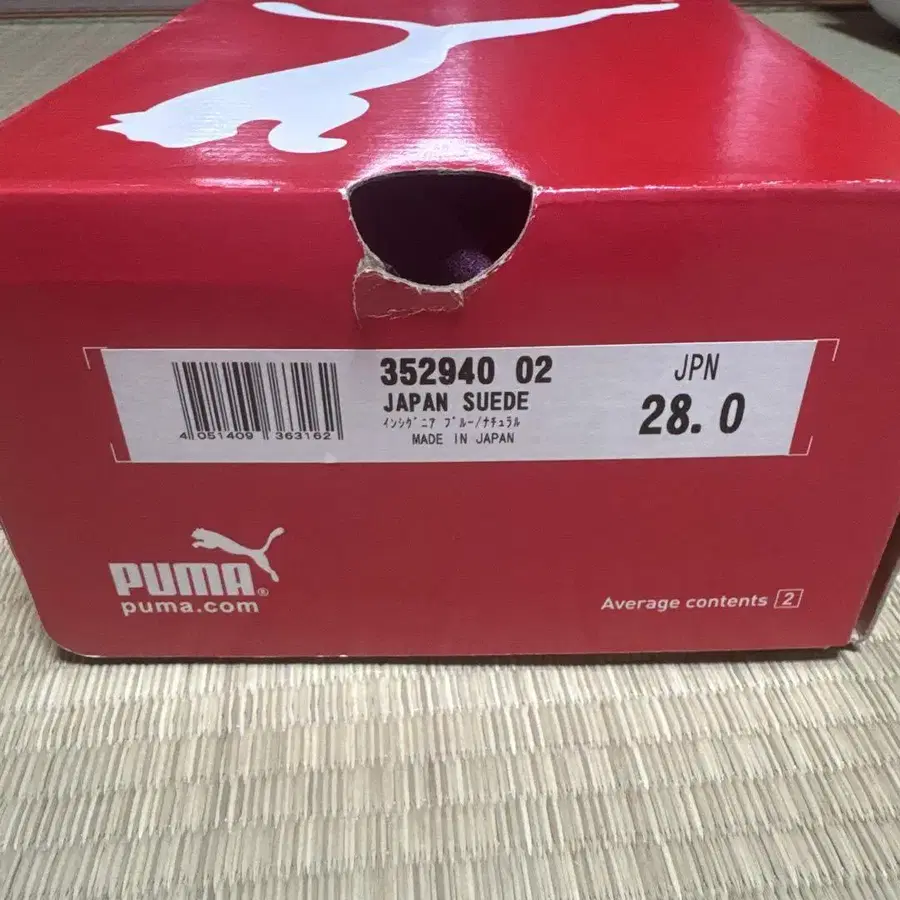 352940 02
JAPAN SUEDE
インシグニア ブルー/ナチュラル
MADE IN JAPAN
4 051409 363162
JPN
28.0
PUMA®
puma.com
Average contents 2